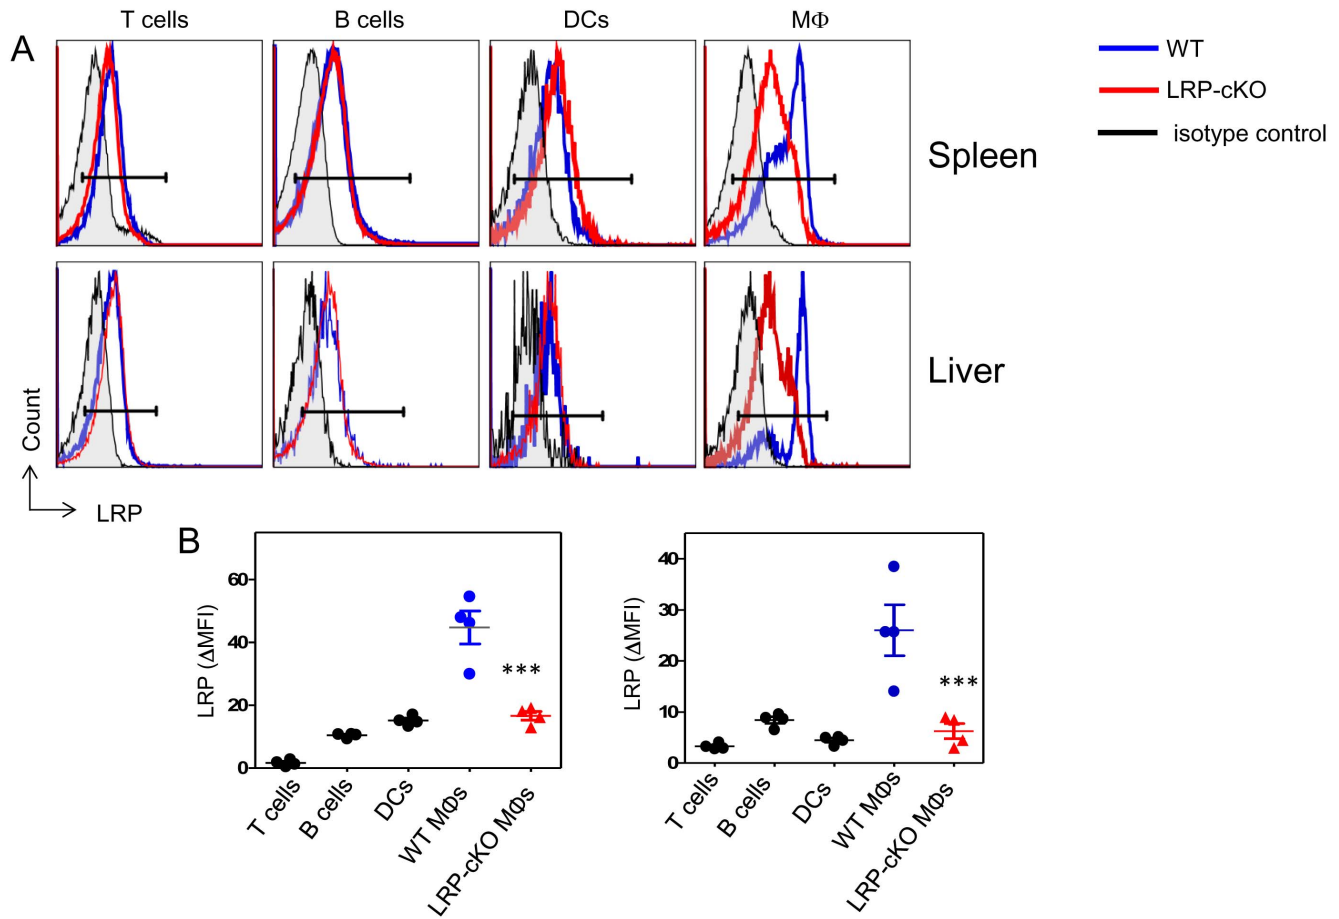 A
T cells
B cells
DCs
MΦ
WT
LRP-cKO
isotype control
Spleen
Liver
Count
LRP
B
LRP (ΔMFI)
60
40
20
0
T cells
B cells
DCs
WT MΦs
LRP-cKO MΦs
***
LRP (ΔMFI)
40
30
20
10
0
T cells
B cells
DCs
WT MΦs
LRP-cKO MΦs
***